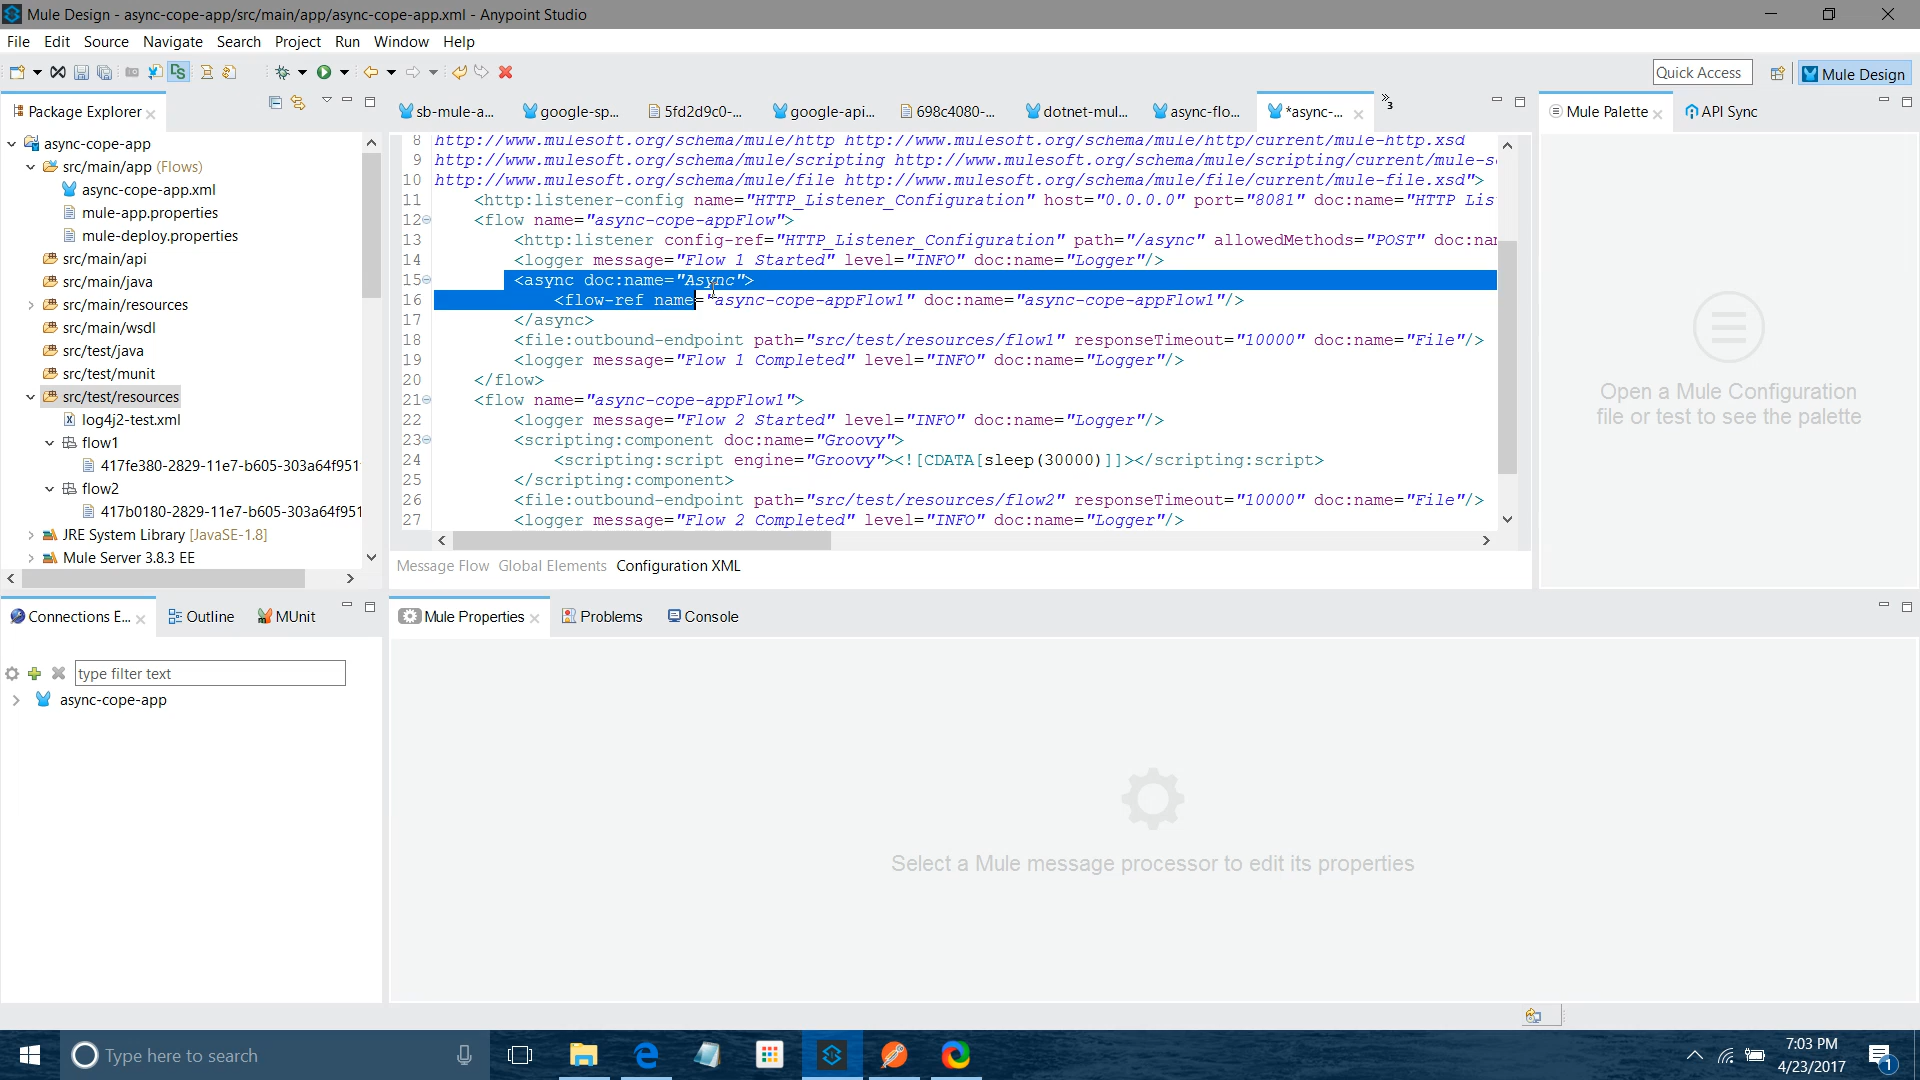 Mule Design - async-cope-app/src/main/app/async-cope-app.xml - Anypoint Studio
File Edit Source Navigate Search Project Run Window Help
Quick Access
Mule Design
Package Explorer
sb-mule-a...
google-sp...
5fd2d9c0-...
google-api...
698c4080-...
dotnet-mul...
async-flo...
*async-...
3
Mule Palette
API Sync
async-cope-app
src/main/app (Flows)
async-cope-app.xml
mule-app.properties
mule-deploy.properties
src/main/api
src/main/java
src/main/resources
src/main/wsdl
src/test/java
src/test/munit
src/test/resources
log4j2-test.xml
flow1
417fe380-2829-11e7-b605-303a64f951
flow2
417b0180-2829-11e7-b605-303a64f951
JRE System Library [JavaSE-1.8]
Mule Server 3.8.3 EE
8 http://www.mulesoft.org/schema/mule/http http://www.mulesoft.org/schema/mule/http/current/mule-http.xsd
9 http://www.mulesoft.org/schema/mule/scripting http://www.mulesoft.org/schema/mule/scripting/current/mule-s
10 http://www.mulesoft.org/schema/mule/file http://www.mulesoft.org/schema/mule/file/current/mule-file.xsd">
11 <http:listener-config name="HTTP_Listener_Configuration" host="0.0.0.0" port="8081" doc:name="HTTP Lis
12 <flow name="async-cope-appFlow">
13 <http:listener config-ref="HTTP_Listener_Configuration" path="/async" allowedMethods="POST" doc:nam
14 <logger message="Flow 1 Started" level="INFO" doc:name="Logger"/>
15 <async doc:name="Async">
16 <flow-ref name="async-cope-appFlow1" doc:name="async-cope-appFlow1"/>
17 </async>
18 <file:outbound-endpoint path="src/test/resources/flow1" responseTimeout="10000" doc:name="File"/>
19 <logger message="Flow 1 Completed" level="INFO" doc:name="Logger"/>
20 </flow>
21 <flow name="async-cope-appFlow1">
22 <logger message="Flow 2 Started" level="INFO" doc:name="Logger"/>
23 <scripting:component doc:name="Groovy">
24 <scripting:script engine="Groovy"><![CDATA[sleep(30000)]]></scripting:script>
25 </scripting:component>
26 <file:outbound-endpoint path="src/test/resources/flow2" responseTimeout="10000" doc:name="File"/>
27 <logger message="Flow 2 Completed" level="INFO" doc:name="Logger"/>
Message Flow Global Elements Configuration XML
Open a Mule Configuration
file or test to see the palette
Connections E...
Outline
MUnit
type filter text
async-cope-app
Mule Properties
Problems
Console
Select a Mule message processor to edit its properties
Type here to search
7:03 PM
4/23/2017
1